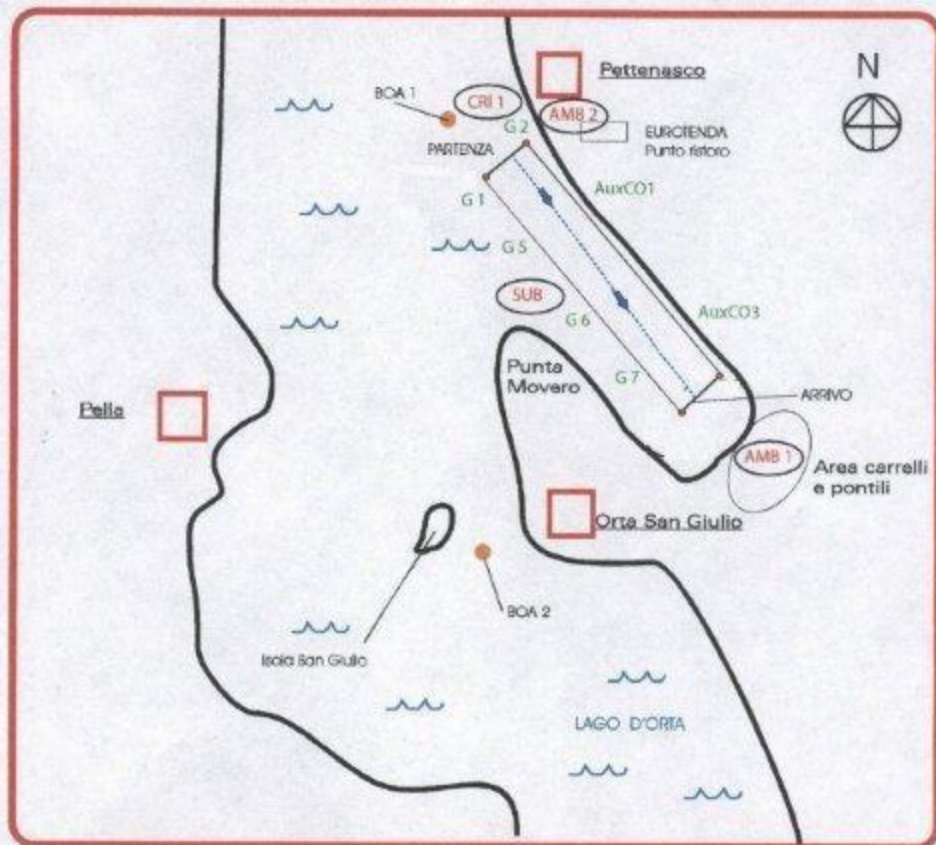 N
Pettenasco
BOA 1
CRI 1
AMB 2
G 2
EUROTENDA
Punto ristoro
PARTENZA
AuxCO1
G 1
G 5
SUB
AuxCO3
G 6
Punta
Movero
G 7
ARRIVO
Pella
AMB 1
Area carrelli
e pontili
Orta San Giulio
BOA 2
Isola San Giulio
LAGO D'ORTA